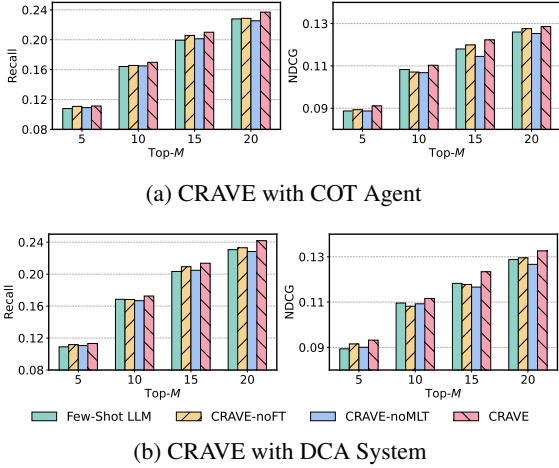 0.24
0.20
0.16
0.12
0.08
Recall
5 10 15 20
Top-M
0.13
0.11
0.09
NDCG
5 10 15 20
Top-M
(a) CRAVE with COT Agent
0.24
0.20
0.16
0.12
0.08
Recall
5 10 15 20
Top-M
0.13
0.11
0.09
NDCG
5 10 15 20
Top-M
Few-Shot LLM CRAVE-noFT CRAVE-noMLT CRAVE
(b) CRAVE with DCA System